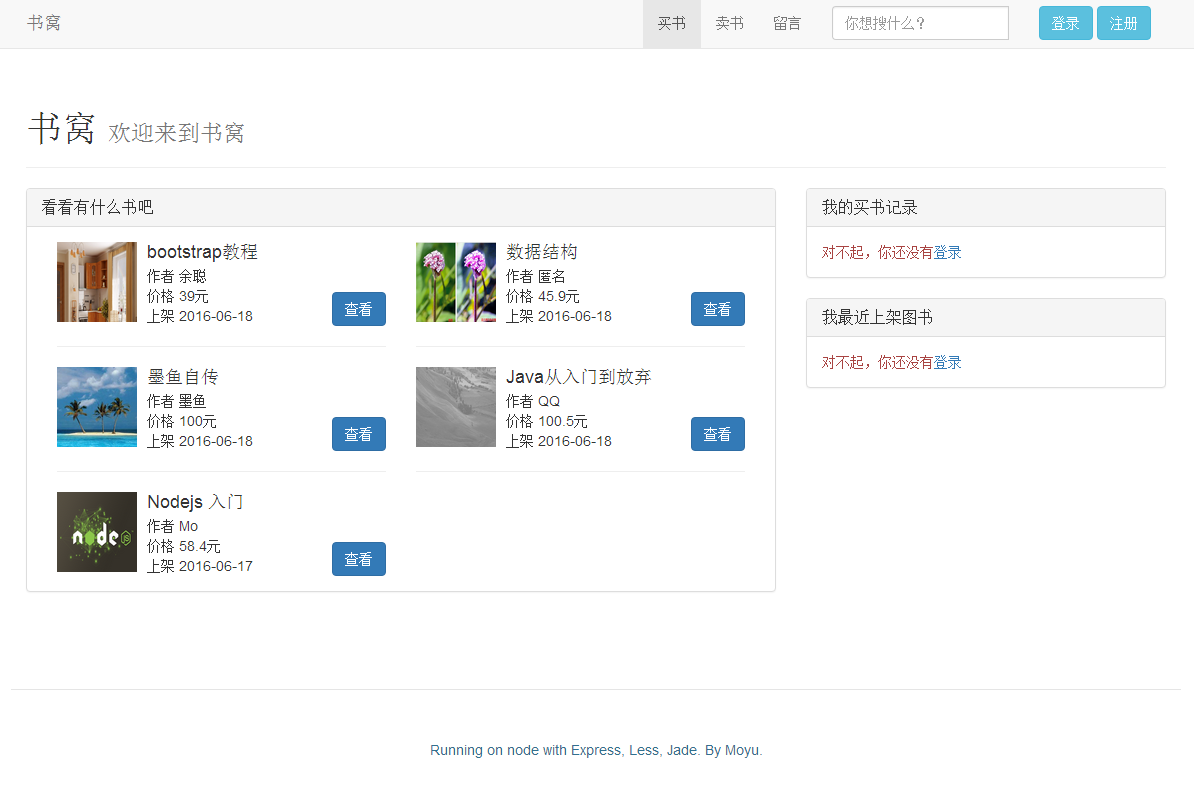 书窝
买书 卖书 留言 你想搜什么？ 登录 注册
书窝 欢迎来到书窝
看看有什么书吧
bootstrap教程
作者 余聪
价格 39元
上架 2016-06-18
查看
数据结构
作者 匿名
价格 45.9元
上架 2016-06-18
查看
墨鱼自传
作者 墨鱼
价格 100元
上架 2016-06-18
查看
Java从入门到放弃
作者 QQ
价格 100.5元
上架 2016-06-18
查看
node JS
Nodejs 入门
作者 Mo
价格 58.4元
上架 2016-06-17
查看
我的买书记录
对不起，你还没有登录
我最近上架图书
对不起，你还没有登录
Running on node with Express, Less, Jade. By Moyu.